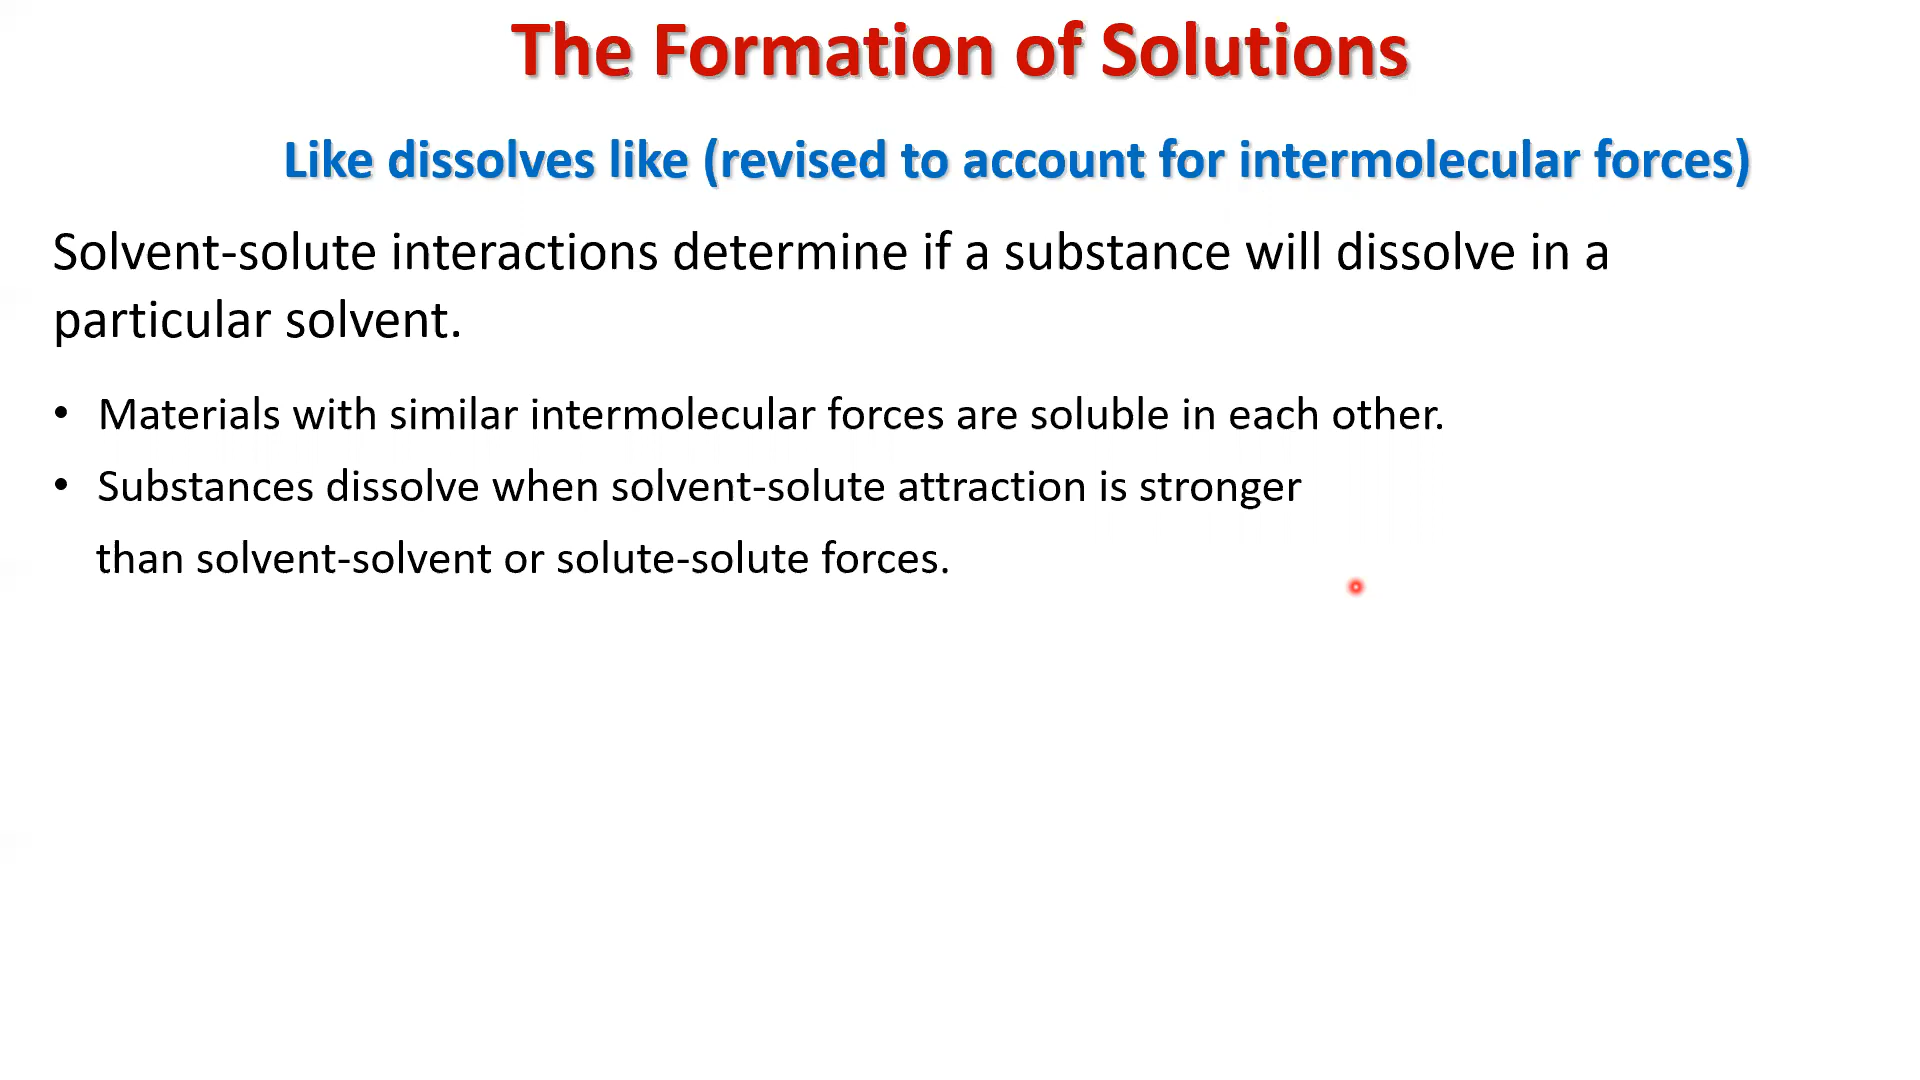 The Formation of Solutions
Like dissolves like (revised to account for intermolecular forces)
Solvent-solute interactions determine if a substance will dissolve in a
particular solvent.
• Materials with similar intermolecular forces are soluble in each other.
• Substances dissolve when solvent-solute attraction is stronger
than solvent-solvent or solute-solute forces.